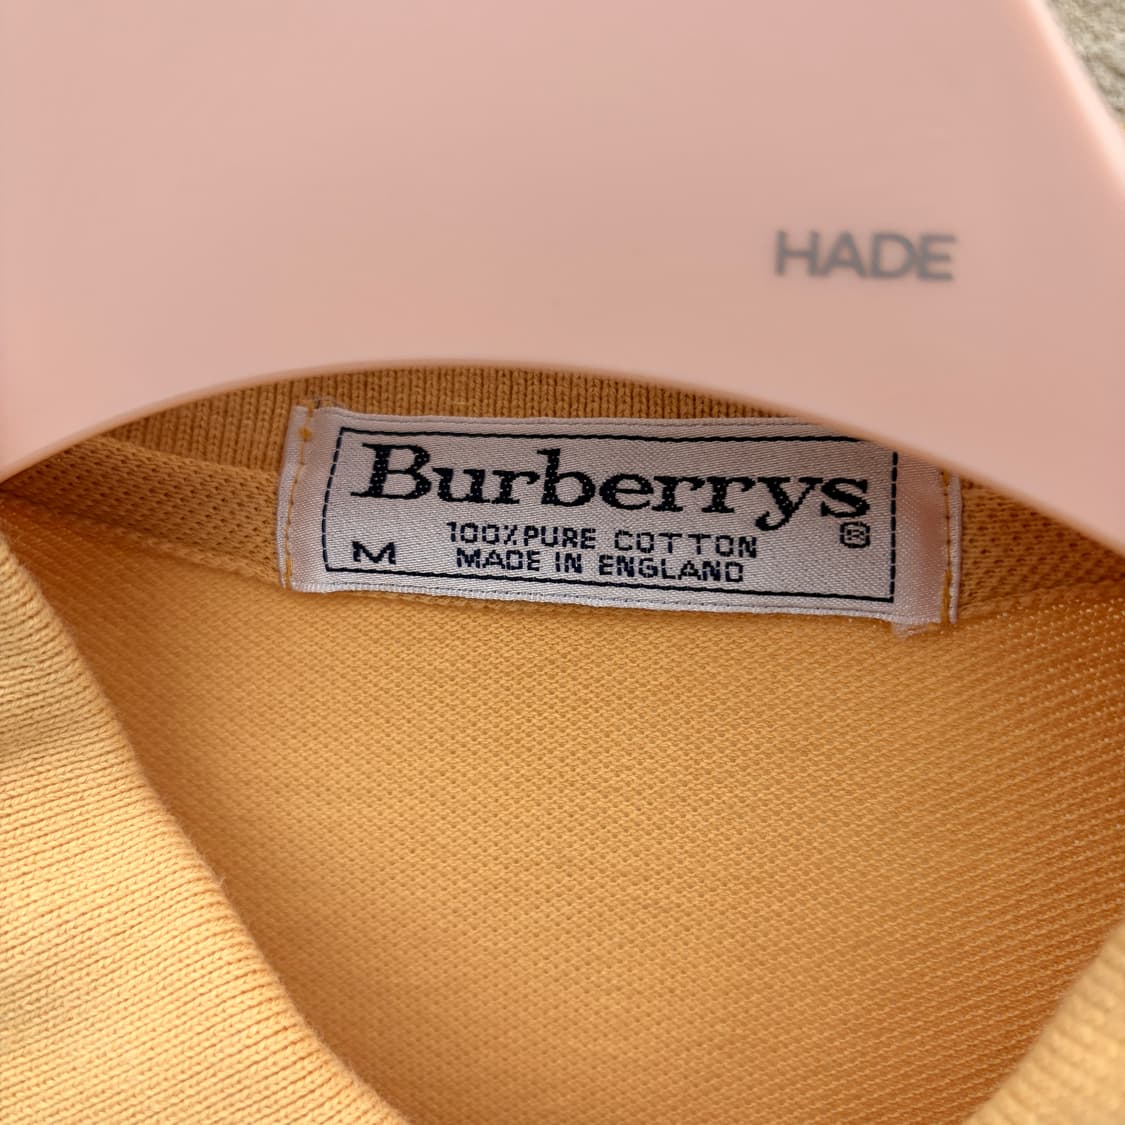 HADE
Burberrys
®
100% PURE COTTON
M
MADE IN ENGLAND